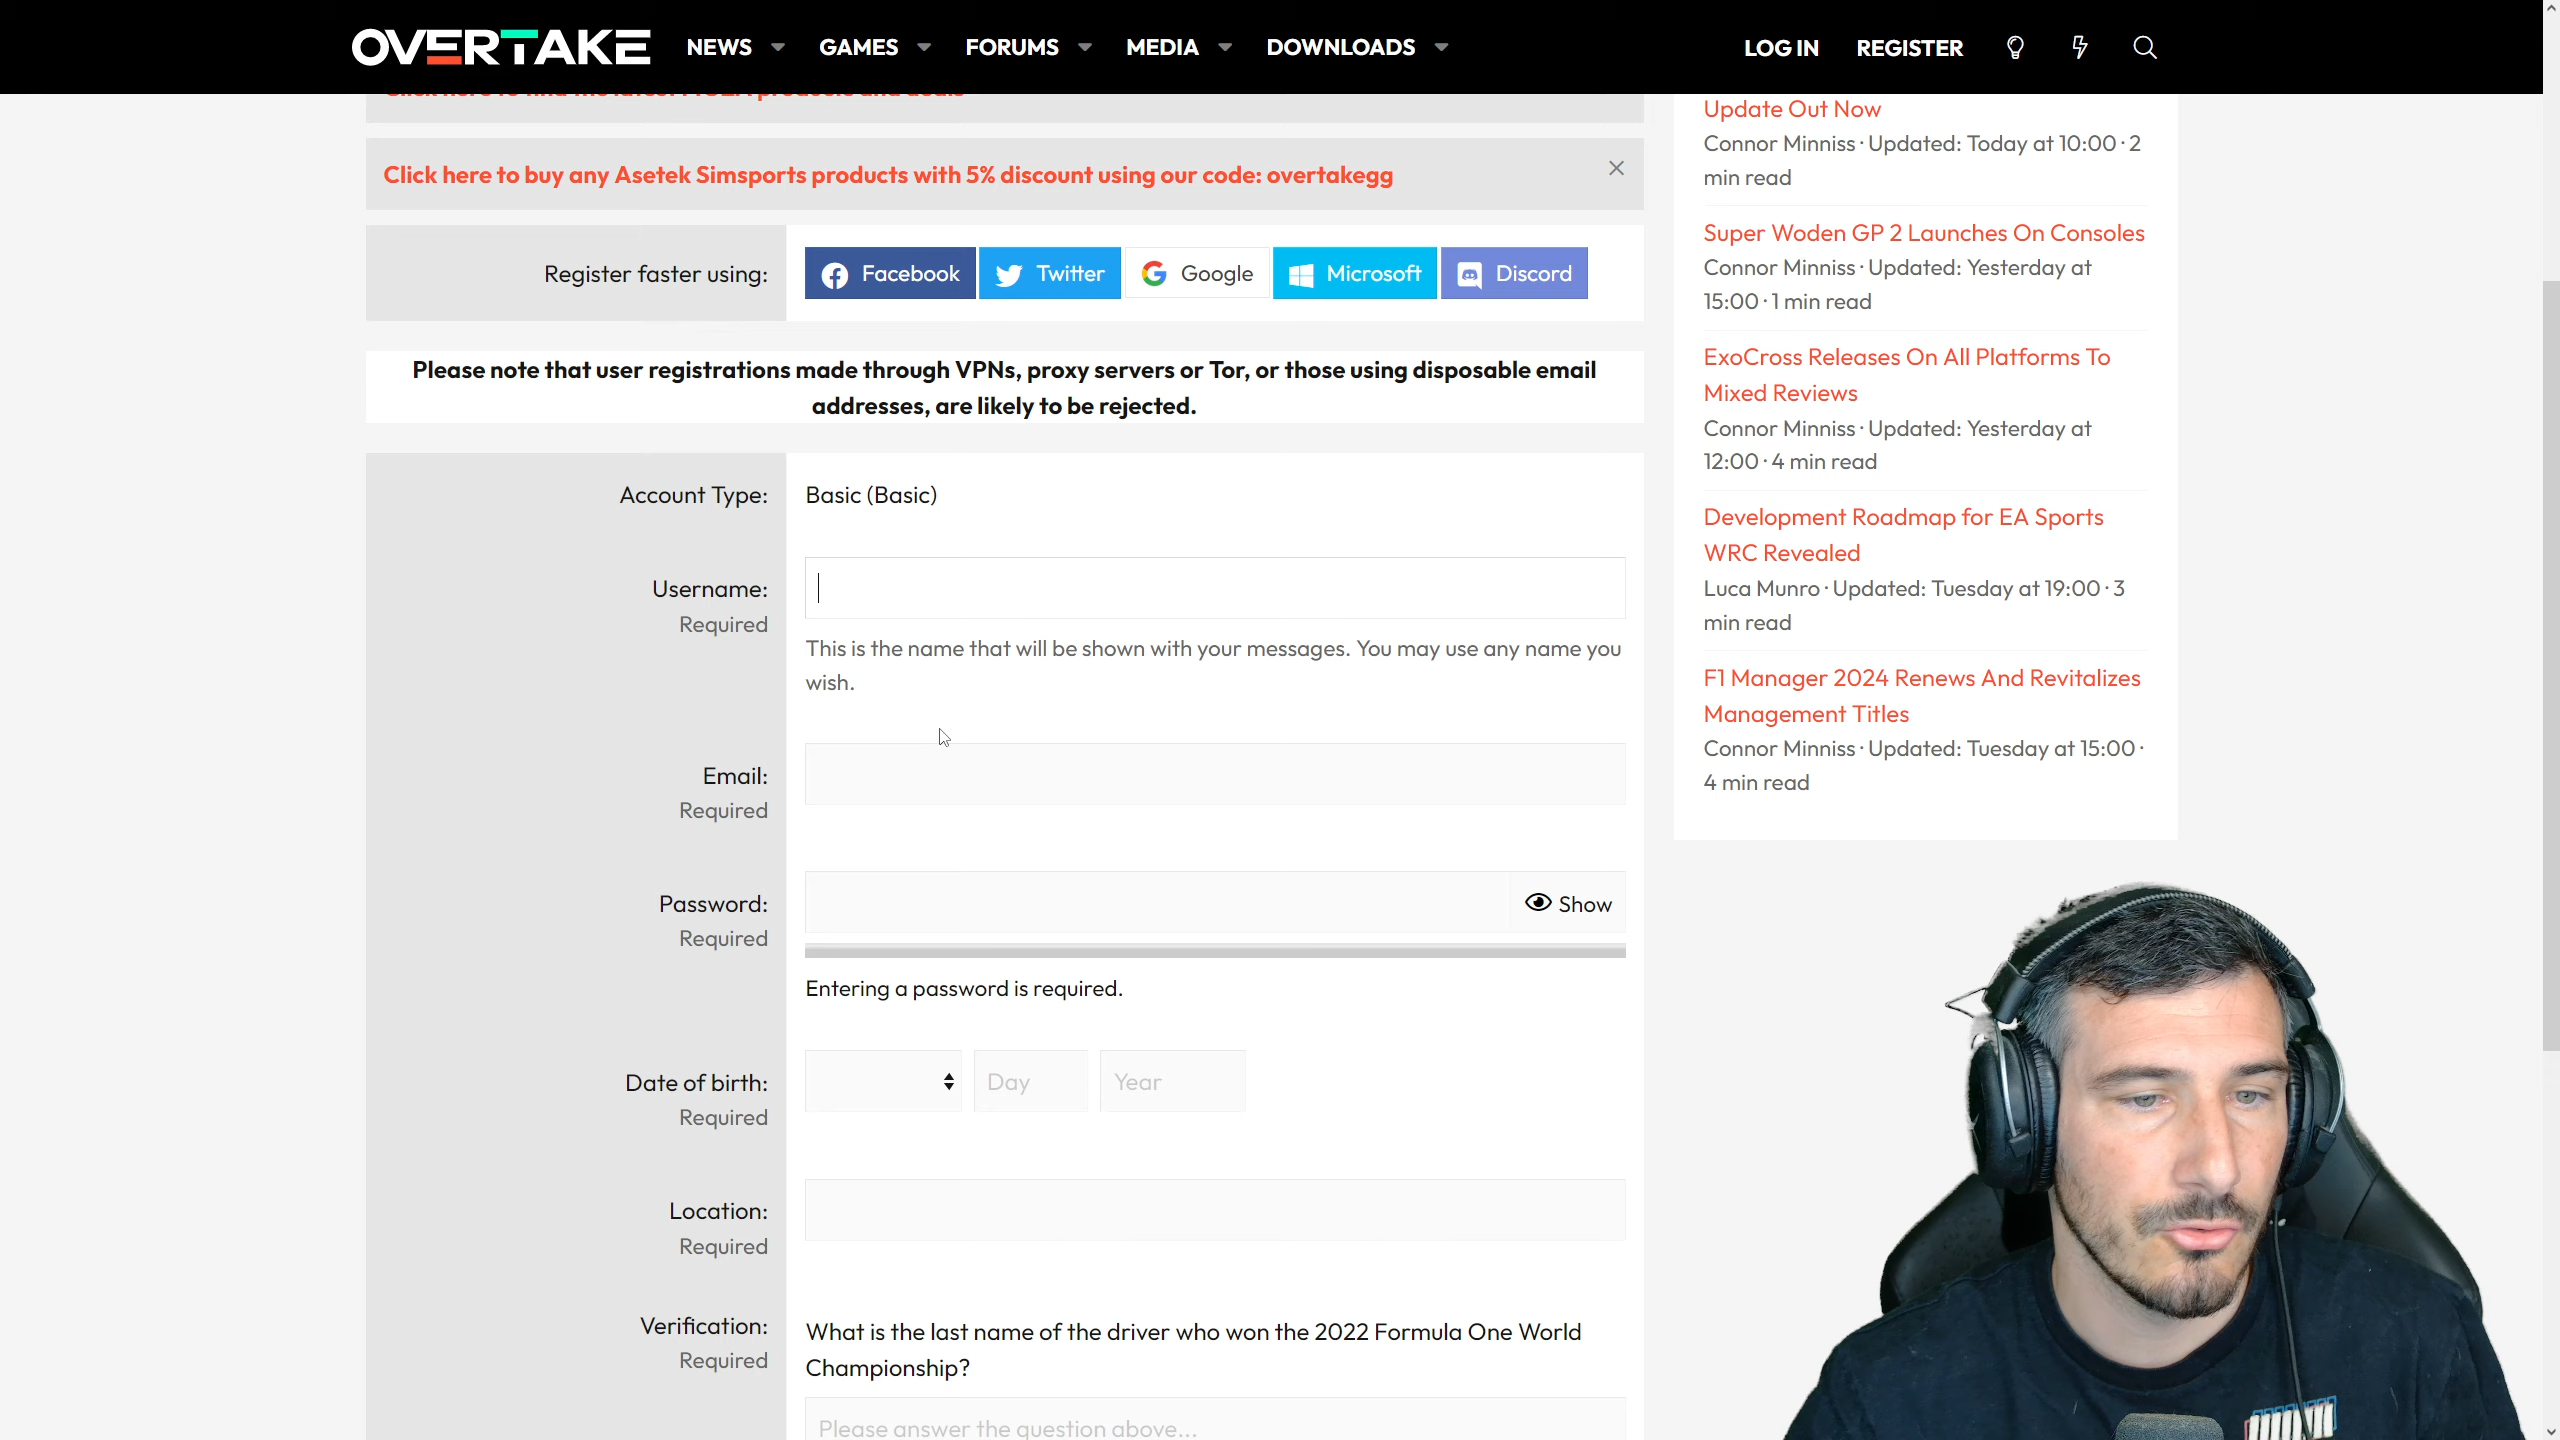 OVERTAKE NEWS GAMES FORUMS MEDIA DOWNLOADS LOG IN REGISTER
Click here to buy any Asetek Simsports products with 5% discount using our code: overtakegg
Register faster using: Facebook Twitter Google Microsoft Discord
Please note that user registrations made through VPNs, proxy servers or Tor, or those using disposable email
addresses, are likely to be rejected.
Account Type: Basic (Basic)
Username:
Required
This is the name that will be shown with your messages. You may use any name you
wish.
Email:
Required
Password: Show
Required
Entering a password is required.
Date of birth: Day Year
Required
Location:
Required
Verification:
Required
What is the last name of the driver who won the 2022 Formula One World
Championship?
Please answer the question above...
Update Out Now
Connor Minniss · Updated: Today at 10:00 · 2
min read
Super Woden GP 2 Launches On Consoles
Connor Minniss · Updated: Yesterday at
15:00 · 1 min read
ExoCross Releases On All Platforms To
Mixed Reviews
Connor Minniss · Updated: Yesterday at
12:00 · 4 min read
Development Roadmap for EA Sports
WRC Revealed
Luca Munro · Updated: Tuesday at 19:00 · 3
min read
F1 Manager 2024 Renews And Revitalizes
Management Titles
Connor Minniss · Updated: Tuesday at 15:00 ·
4 min read